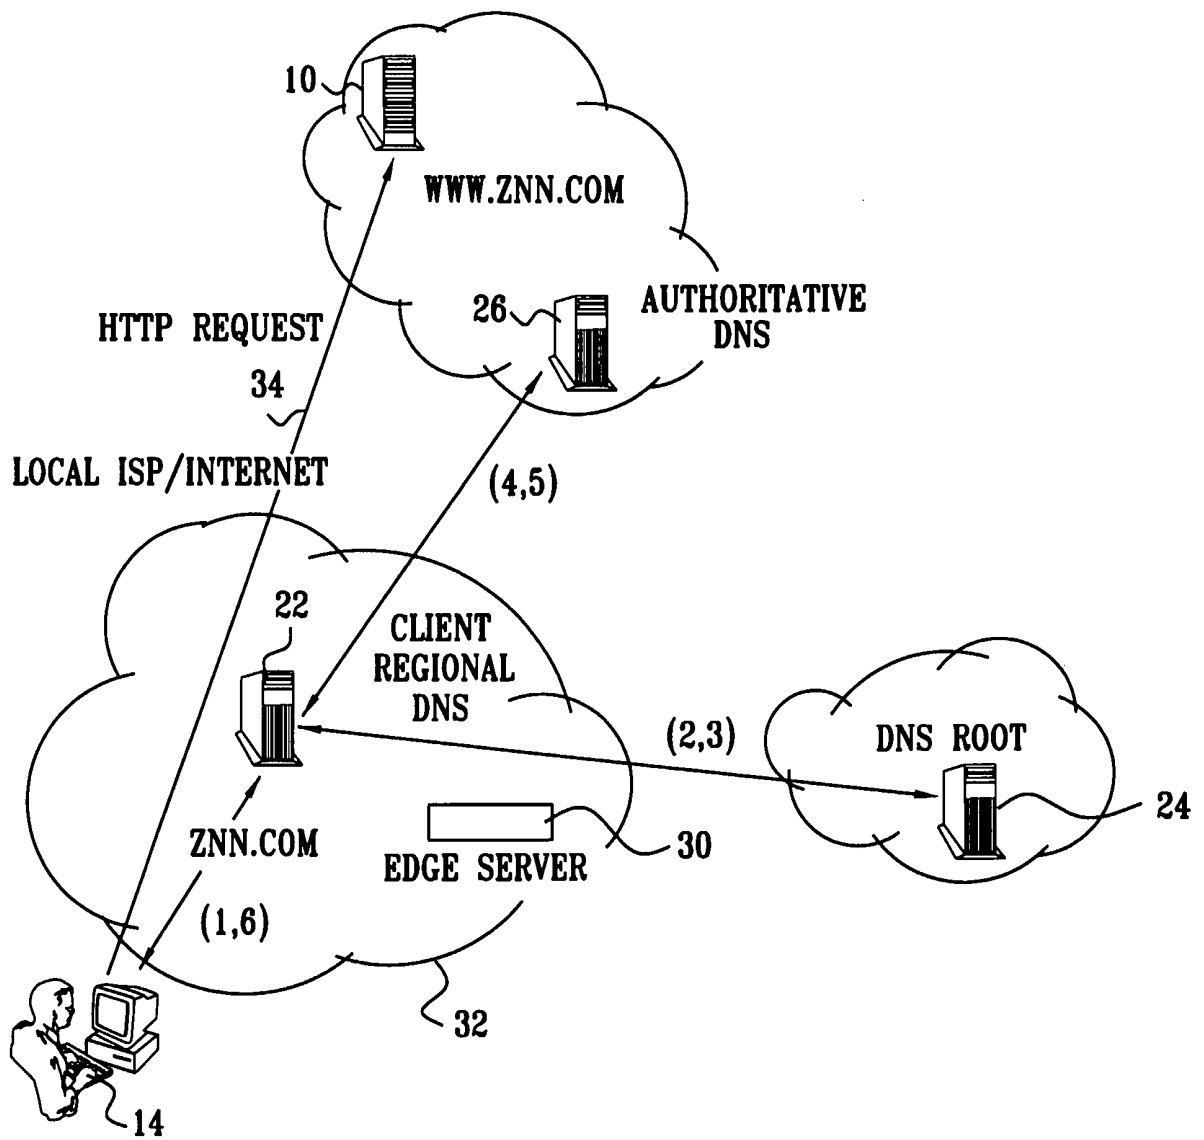 10
WWW.ZNN.COM
26
AUTHORITATIVE
DNS
HTTP REQUEST
34
LOCAL ISP/INTERNET
(4,5)
22
CLIENT
REGIONAL
DNS
(2,3)
DNS ROOT
24
ZNN.COM
30
EDGE SERVER
(1,6)
32
14